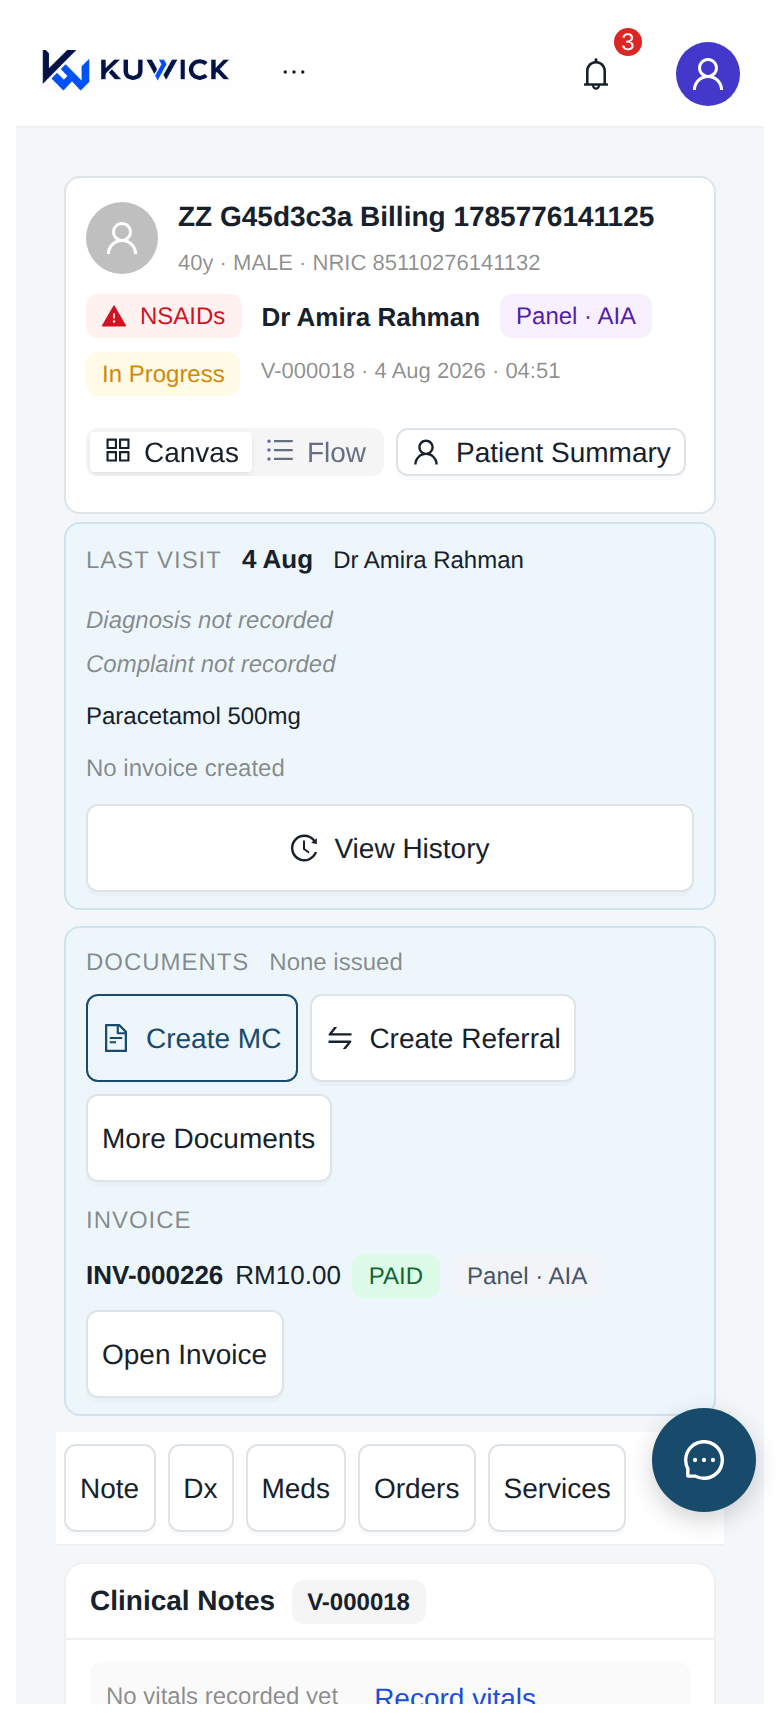 KUWICK ... 3
ZZ G45d3c3a Billing 1785776141125
40y · MALE · NRIC 85110276141132
NSAIDs Dr Amira Rahman Panel · AIA
In Progress V-000018 · 4 Aug 2026 · 04:51
Canvas Flow Patient Summary
LAST VISIT 4 Aug Dr Amira Rahman
Diagnosis not recorded
Complaint not recorded
Paracetamol 500mg
No invoice created
View History
DOCUMENTS None issued
Create MC Create Referral
More Documents
INVOICE
INV-000226 RM10.00 PAID Panel · AIA
Open Invoice
Note Dx Meds Orders Services
Clinical Notes V-000018
No vitals recorded yet Record vitals